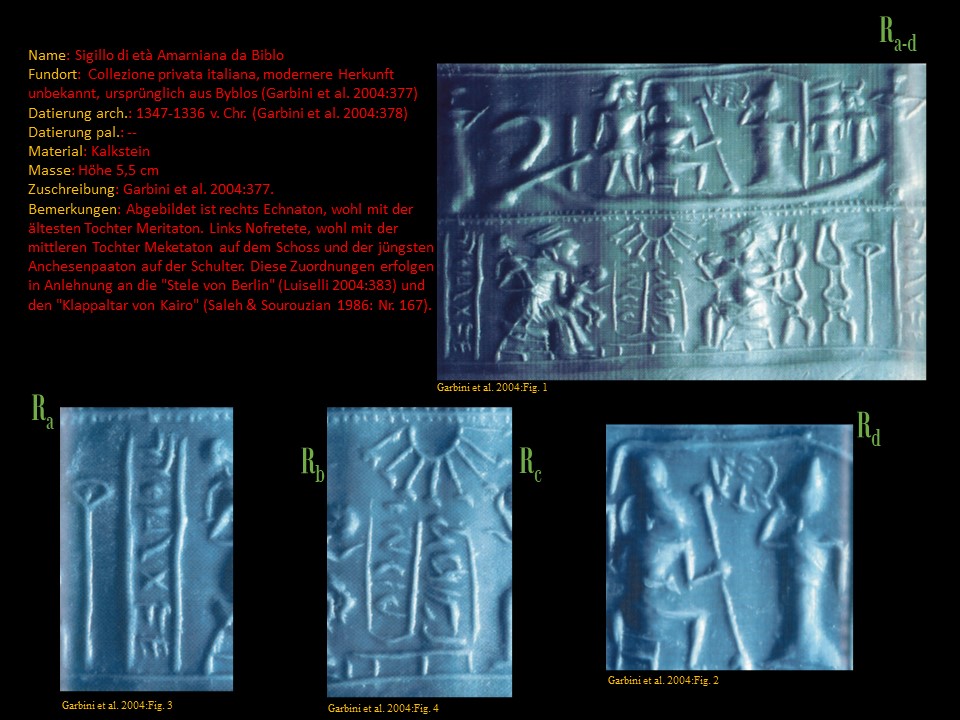 R a-d
Name: Sigillo di età Amarniana da Biblo
Fundort: Collezione privata italiana, modernere Herkunft
unbekannt, ursprünglich aus Byblos (Garbini et al. 2004:377)
Datierung arch.: 1347-1336 v. Chr. (Garbini et al. 2004:378)
Datierung pal.: --
Material: Kalkstein
Masse: Höhe 5,5 cm
Zuschreibung: Garbini et al. 2004:377.
Bemerkungen: Abgebildet ist rechts Echnaton, wohl mit der
ältesten Tochter Meritaton. Links Nofretete, wohl mit der
mittleren Tochter Meketaton auf dem Schoss und der jüngsten
Anchesenpaaton auf der Schulter. Diese Zuordnungen erfolgen
in Anlehnung an die "Stele von Berlin" (Luiselli 2004:383) und
den "Klappaltar von Kairo" (Saleh & Sourouzian 1986: Nr. 167).
Garbini et al. 2004:Fig. 1
R a
R b
R c
R d
Garbini et al. 2004:Fig. 3
Garbini et al. 2004:Fig. 4
Garbini et al. 2004:Fig. 2